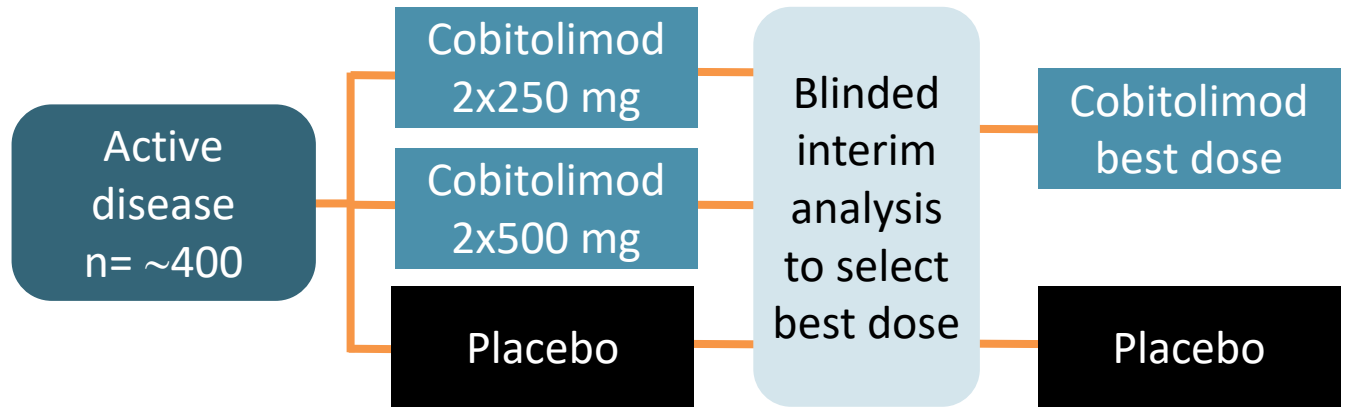 Active
disease
n= ~400
Cobitolimod
2x250 mg
Cobitolimod
2x500 mg
Placebo
Blinded
interim
analysis
to select
best dose
Cobitolimod
best dose
Placebo